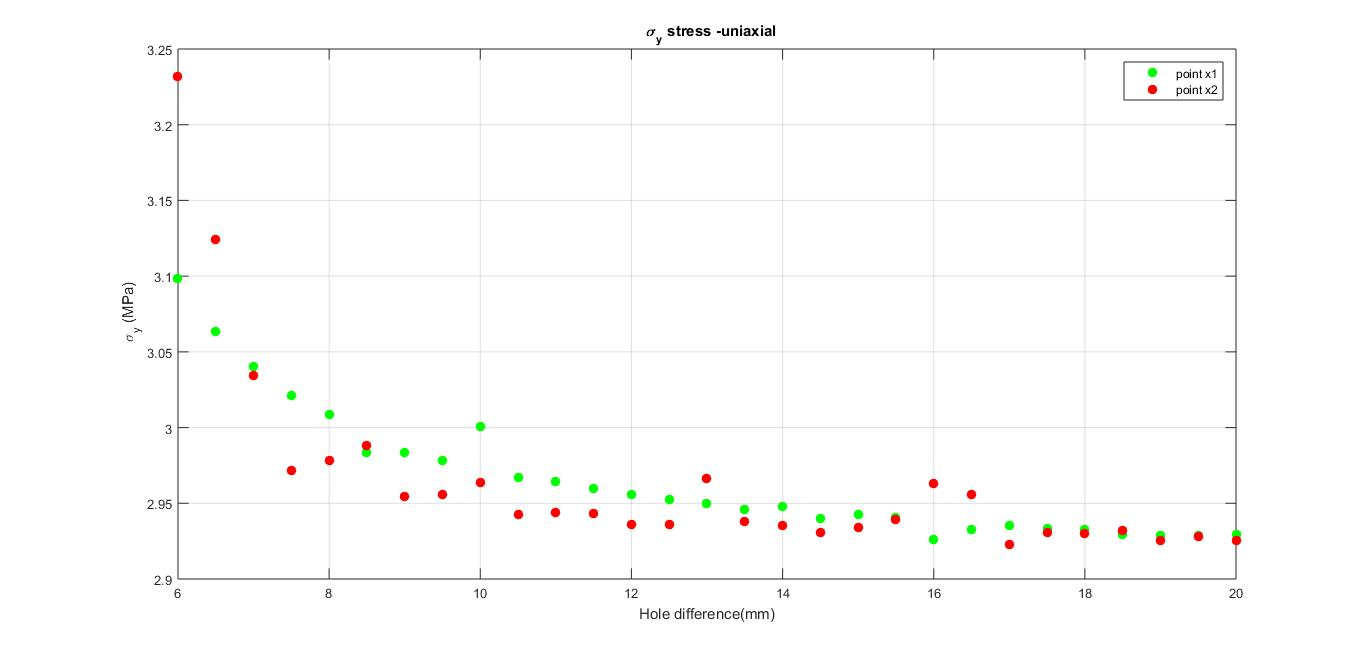 σy stress -uniaxial
point x1
point x2
3.25
3.2
3.15
3.1
3.05
3
2.95
2.9
σy (MPa)
6 8 10 12 14 16 18 20
Hole difference(mm)